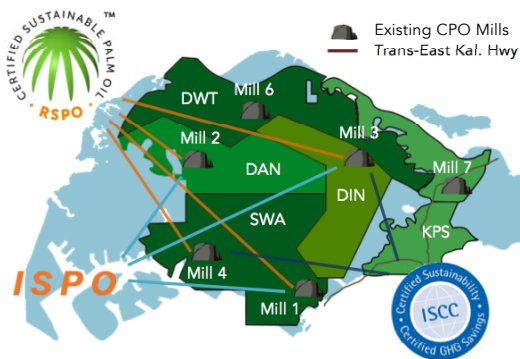 CERTIFIED SUSTAINABLE PALM OIL
· RSPO ·
Existing CPO Mills
Trans-East Kal. Hwy
DWT
Mill 6
Mill 2
Mill 3
Mill 7
DAN
DIN
SWA
KPS
Mill 4
Mill 1
ISPO
Certified Sustainability
ISCC
Certified GHG Savings